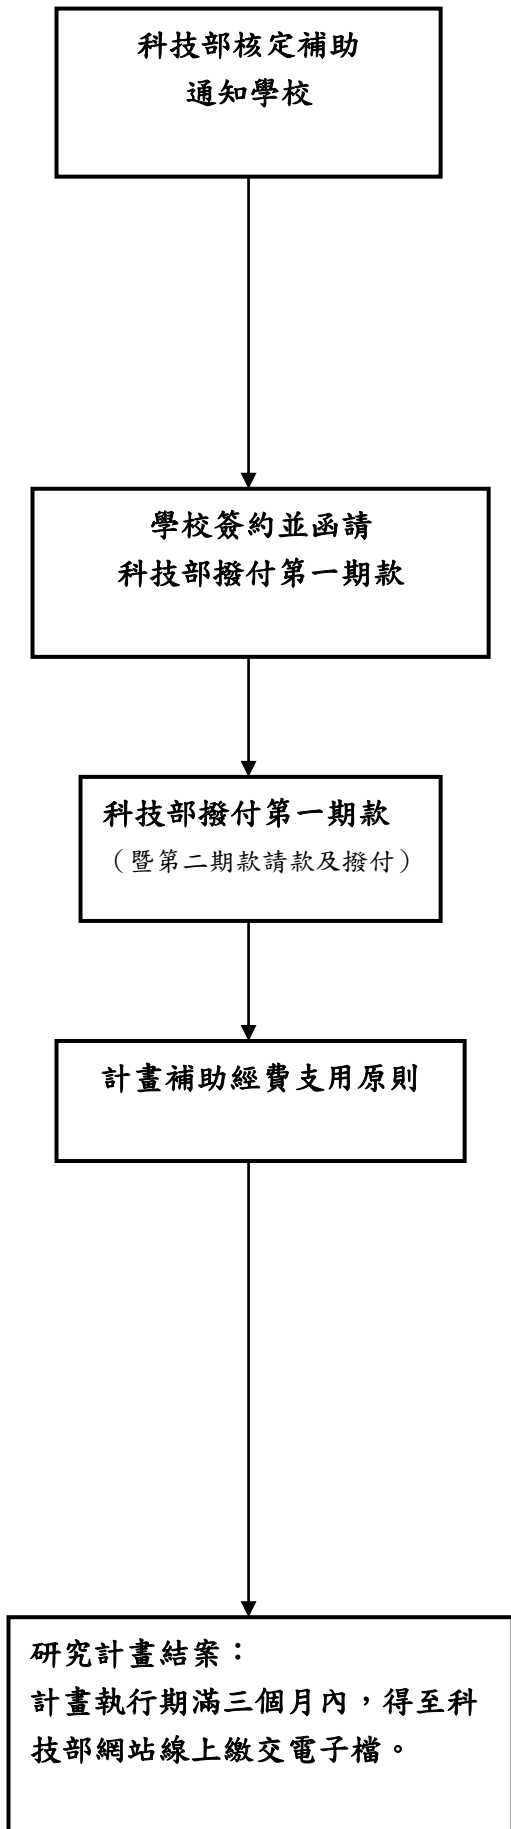 科技部核定補助
通知學校
學校簽約並函請
科技部撥付第一期款
科技部撥付第一期款
（暨第二期款請款及撥付）
計畫補助經費支用原則
研究計畫結案：
計畫執行期滿三個月內，得至科
技部網站線上繳交電子檔。